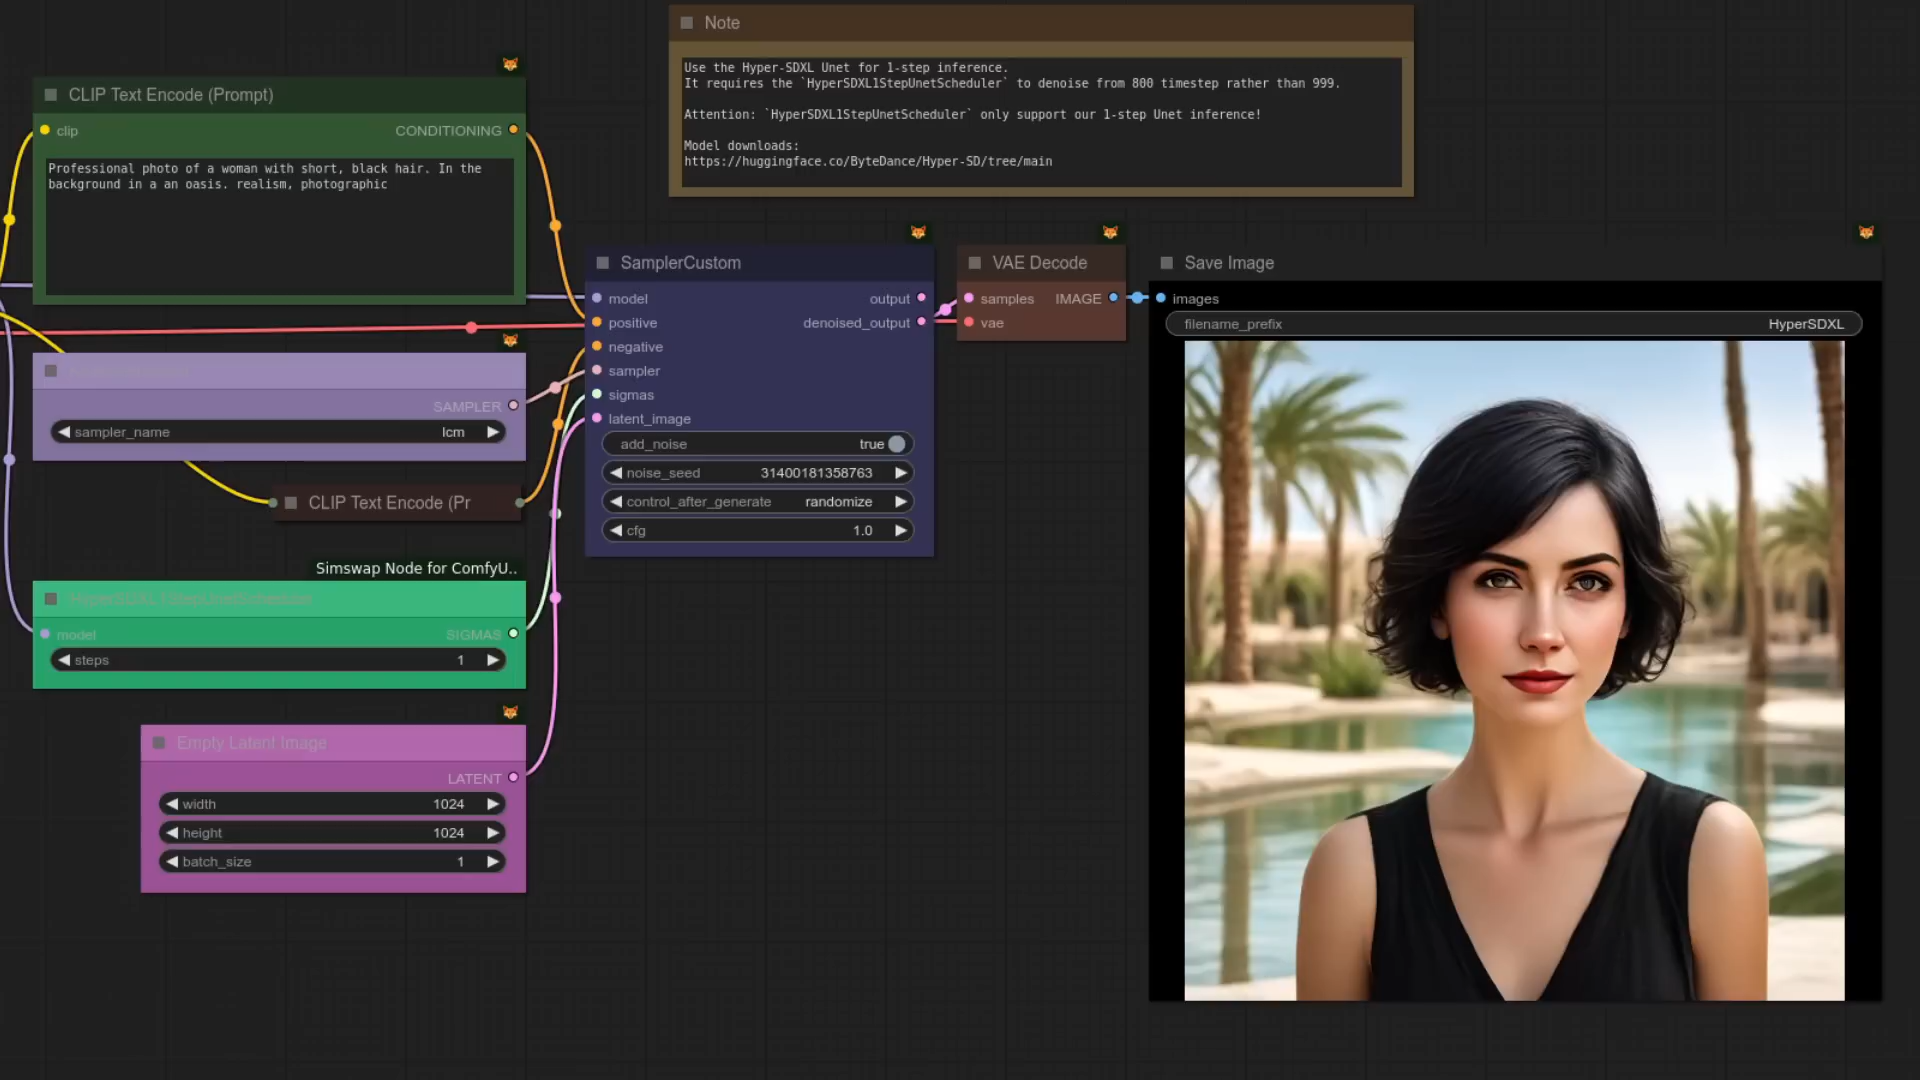 Note
Use the Hyper-SDXL Unet for 1-step inference.
It requires the `HyperSDXL1StepUnetScheduler` to denoise from 800 timestep rather than 999.
Attention: `HyperSDXL1StepUnetScheduler` only support our 1-step Unet inference!
Model downloads:
https://huggingface.co/ByteDance/Hyper-SD/tree/main
CLIP Text Encode (Prompt)
clip CONDITIONING
Professional photo of a woman with short, black hair. In the
background in a an oasis. realism, photographic
SAMPLER
sampler_name lcm
CLIP Text Encode (Pr
Simswap Node for ComfyU..
HyperSDXL1StepUnetScheduler
model SIGMAS
steps 1
Empty Latent Image
LATENT
width 1024
height 1024
batch_size 1
SamplerCustom
model output
positive denoised_output
negative
sampler
sigmas
latent_image
add_noise true
noise_seed 31400181358763
control_after_generate randomize
cfg 1.0
VAE Decode
samples IMAGE
vae
Save Image
images
filename_prefix HyperSDXL